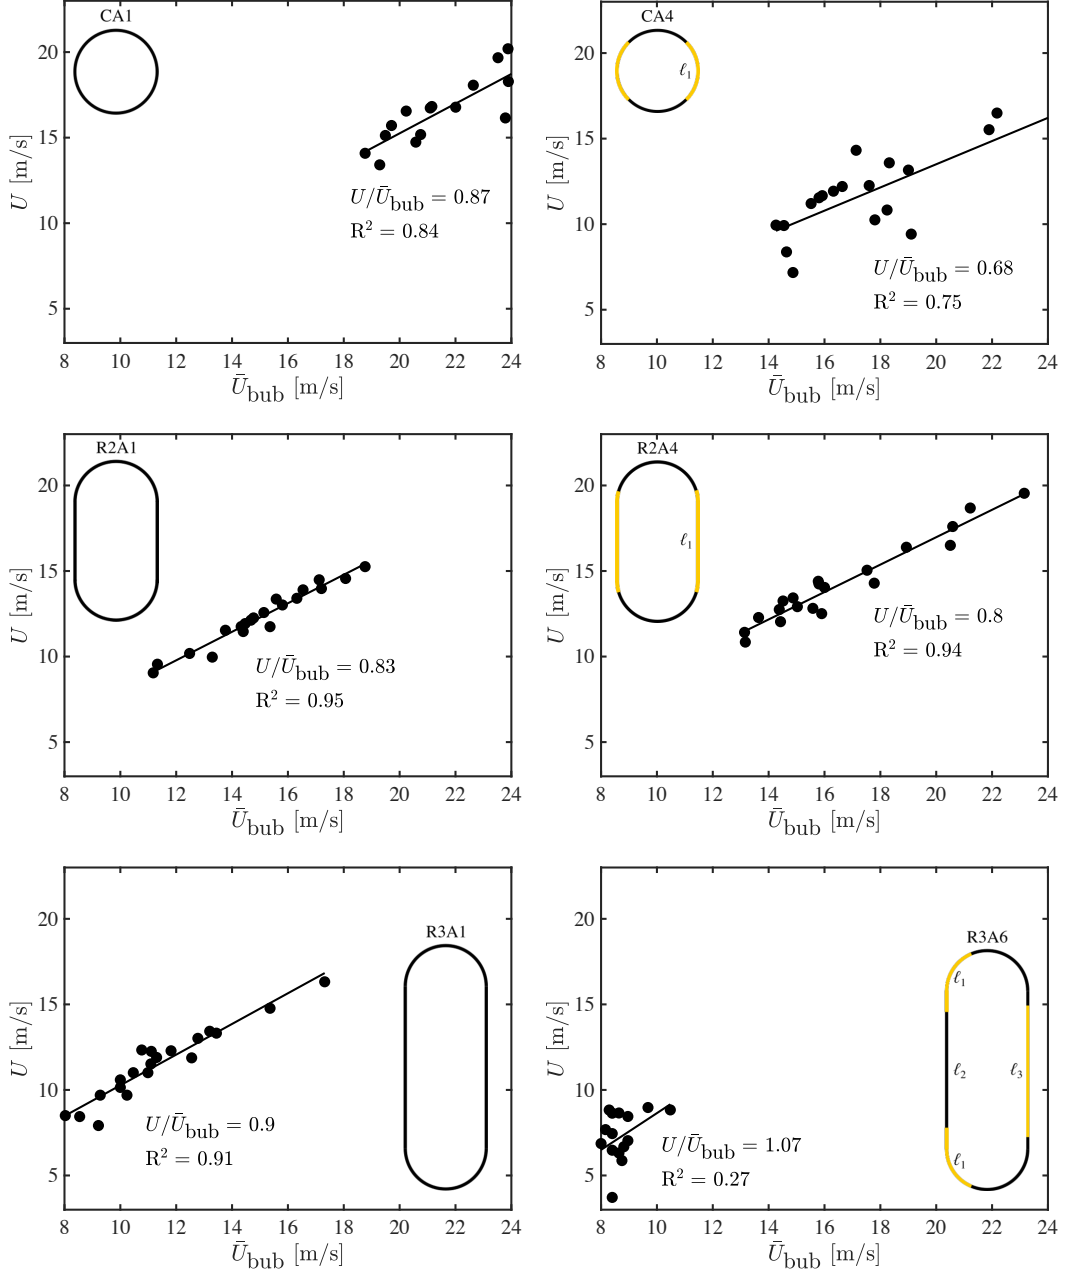 CA1
20
15
10
5
U [m/s]
U/Ū_bub = 0.87
R² = 0.84
8 10 12 14 16 18 20 22 24
Ū_bub [m/s]
CA4
ℓ₁
20
15
10
5
U [m/s]
U/Ū_bub = 0.68
R² = 0.75
8 10 12 14 16 18 20 22 24
Ū_bub [m/s]
R2A1
20
15
10
5
U [m/s]
U/Ū_bub = 0.83
R² = 0.95
8 10 12 14 16 18 20 22 24
Ū_bub [m/s]
R2A4
ℓ₁
20
15
10
5
U [m/s]
U/Ū_bub = 0.8
R² = 0.94
8 10 12 14 16 18 20 22 24
Ū_bub [m/s]
R3A1
20
15
10
5
U [m/s]
U/Ū_bub = 0.9
R² = 0.91
8 10 12 14 16 18 20 22 24
Ū_bub [m/s]
R3A6
ℓ₁
ℓ₂ ℓ₃
ℓ₁
20
15
10
5
U [m/s]
U/Ū_bub = 1.07
R² = 0.27
8 10 12 14 16 18 20 22 24
Ū_bub [m/s]